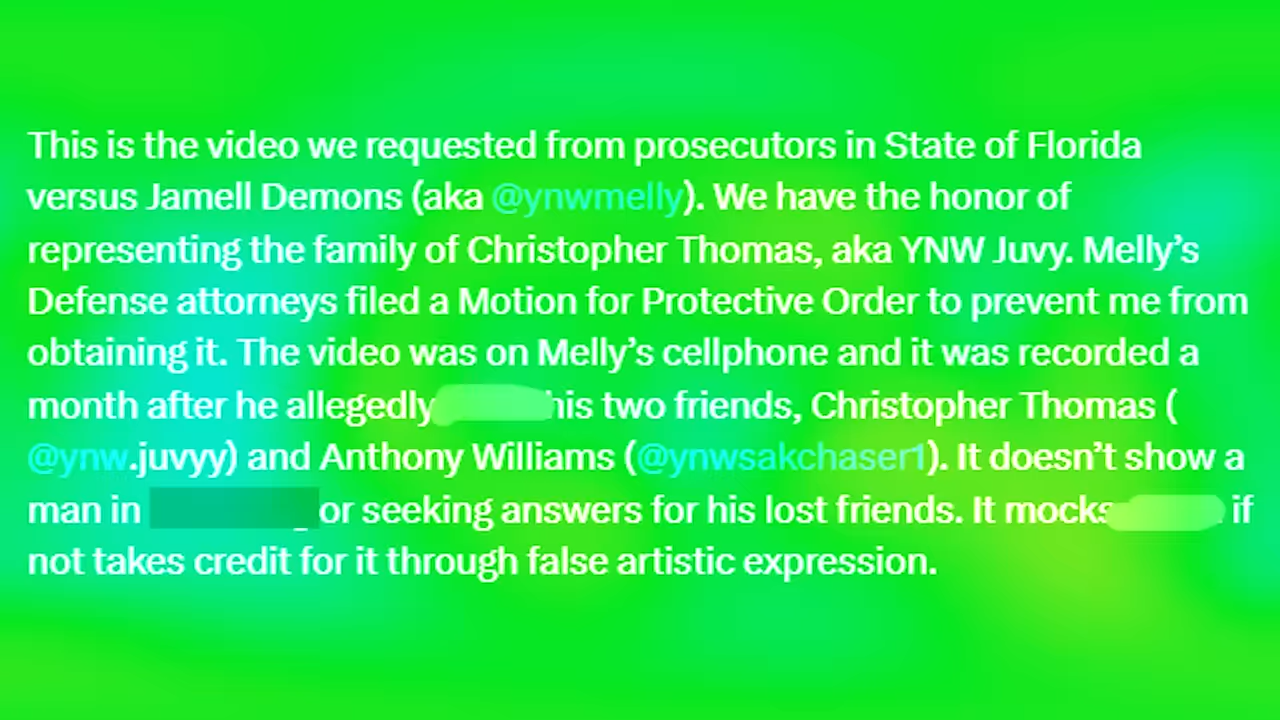 This is the video we requested from prosecutors in State of Florida
versus Jamell Demons (aka @ynwmelly). We have the honor of
representing the family of Christopher Thomas, aka YNW Juvy. Melly’s
Defense attorneys filed a Motion for Protective Order to prevent me from
obtaining it. The video was on Melly’s cellphone and it was recorded a
month after he allegedly his two friends, Christopher Thomas (
@ynw.juvyy) and Anthony Williams (@ynwsakchaser1). It doesn’t show a
man in or seeking answers for his lost friends. It mocks if
not takes credit for it through false artistic expression.